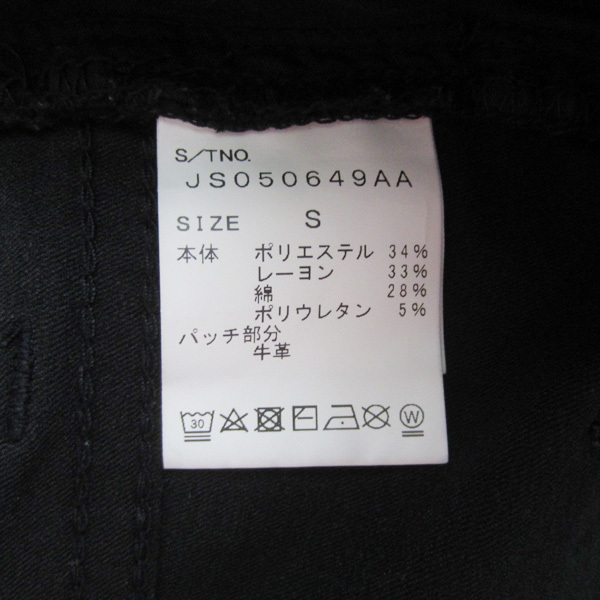 S/TNO.
JS050649AA
SIZE S
本体 ポリエステル 34%
レーヨン 33%
綿 28%
ポリウレタン 5%
パッチ部分
牛革
30 W